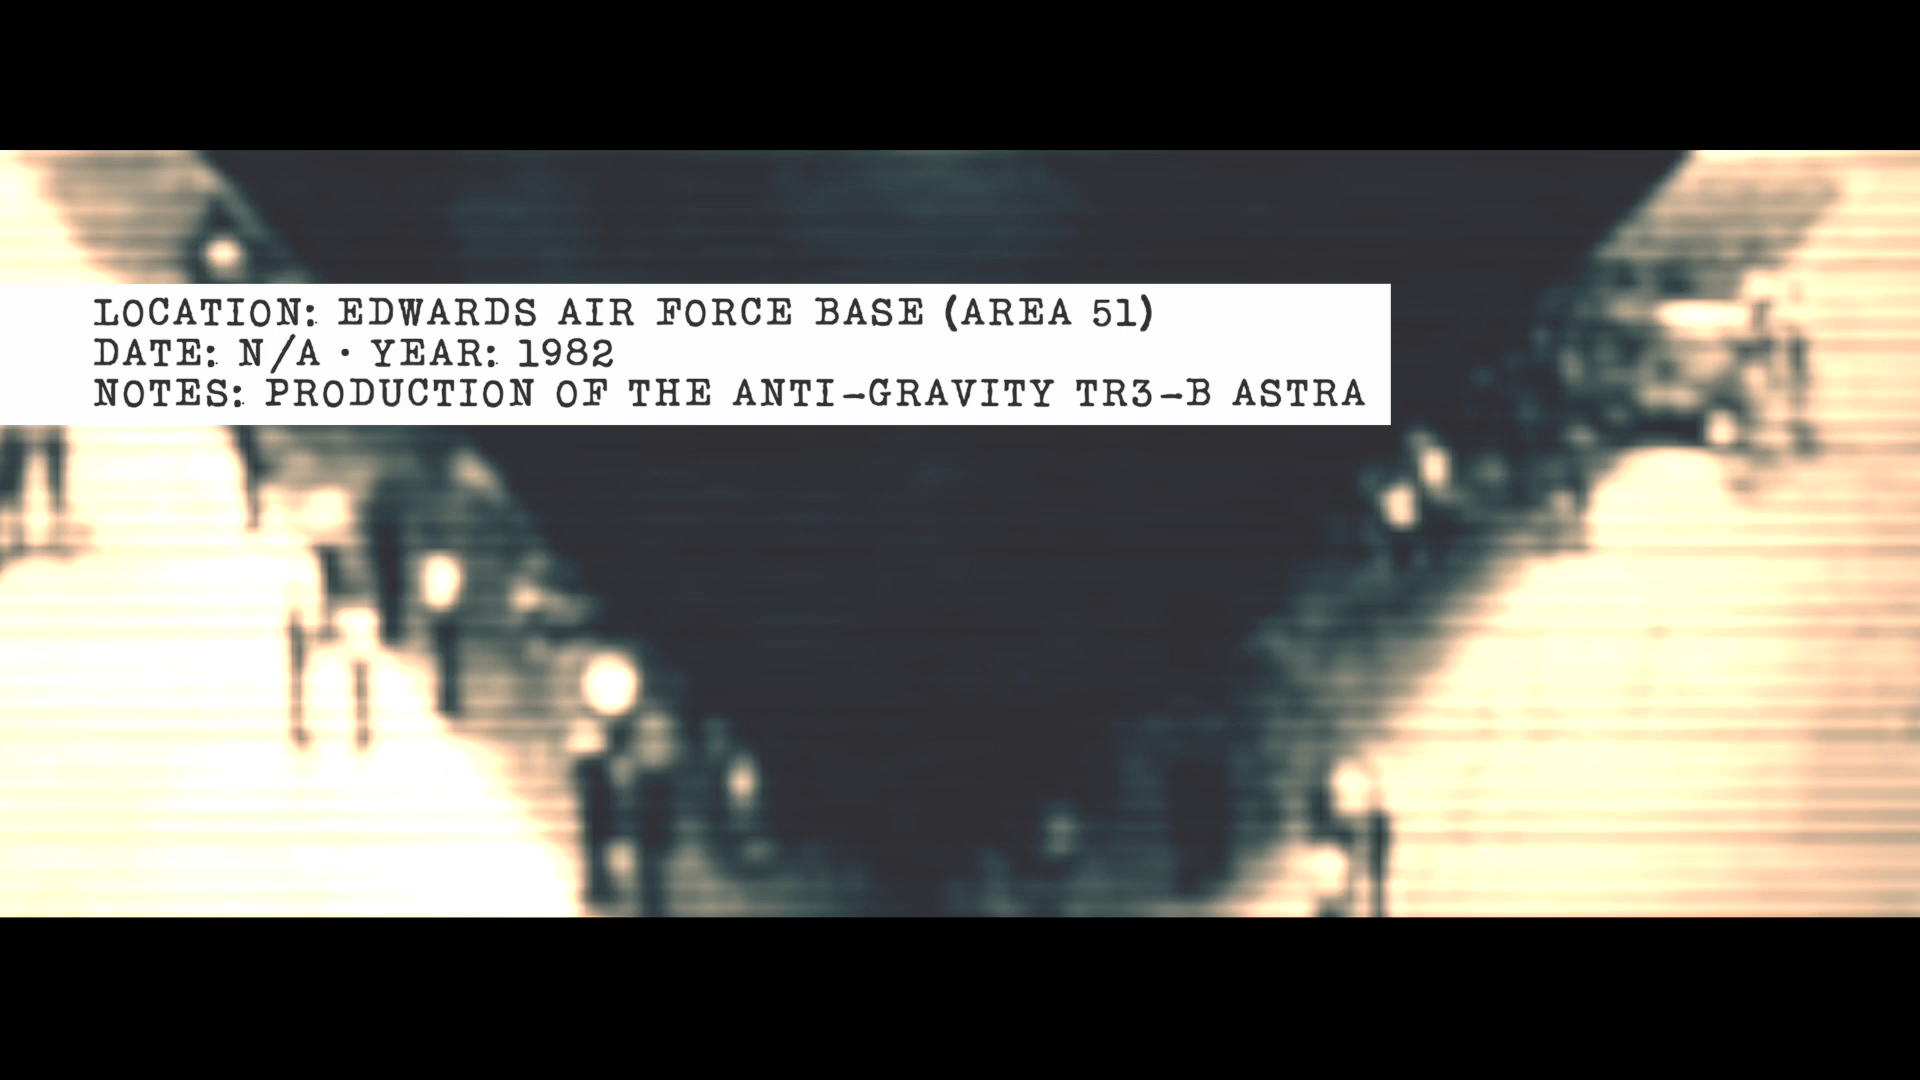 LOCATION: EDWARDS AIR FORCE BASE (AREA 51)
DATE: N/A · YEAR: 1982
NOTES: PRODUCTION OF THE ANTI-GRAVITY TR3-B ASTRA